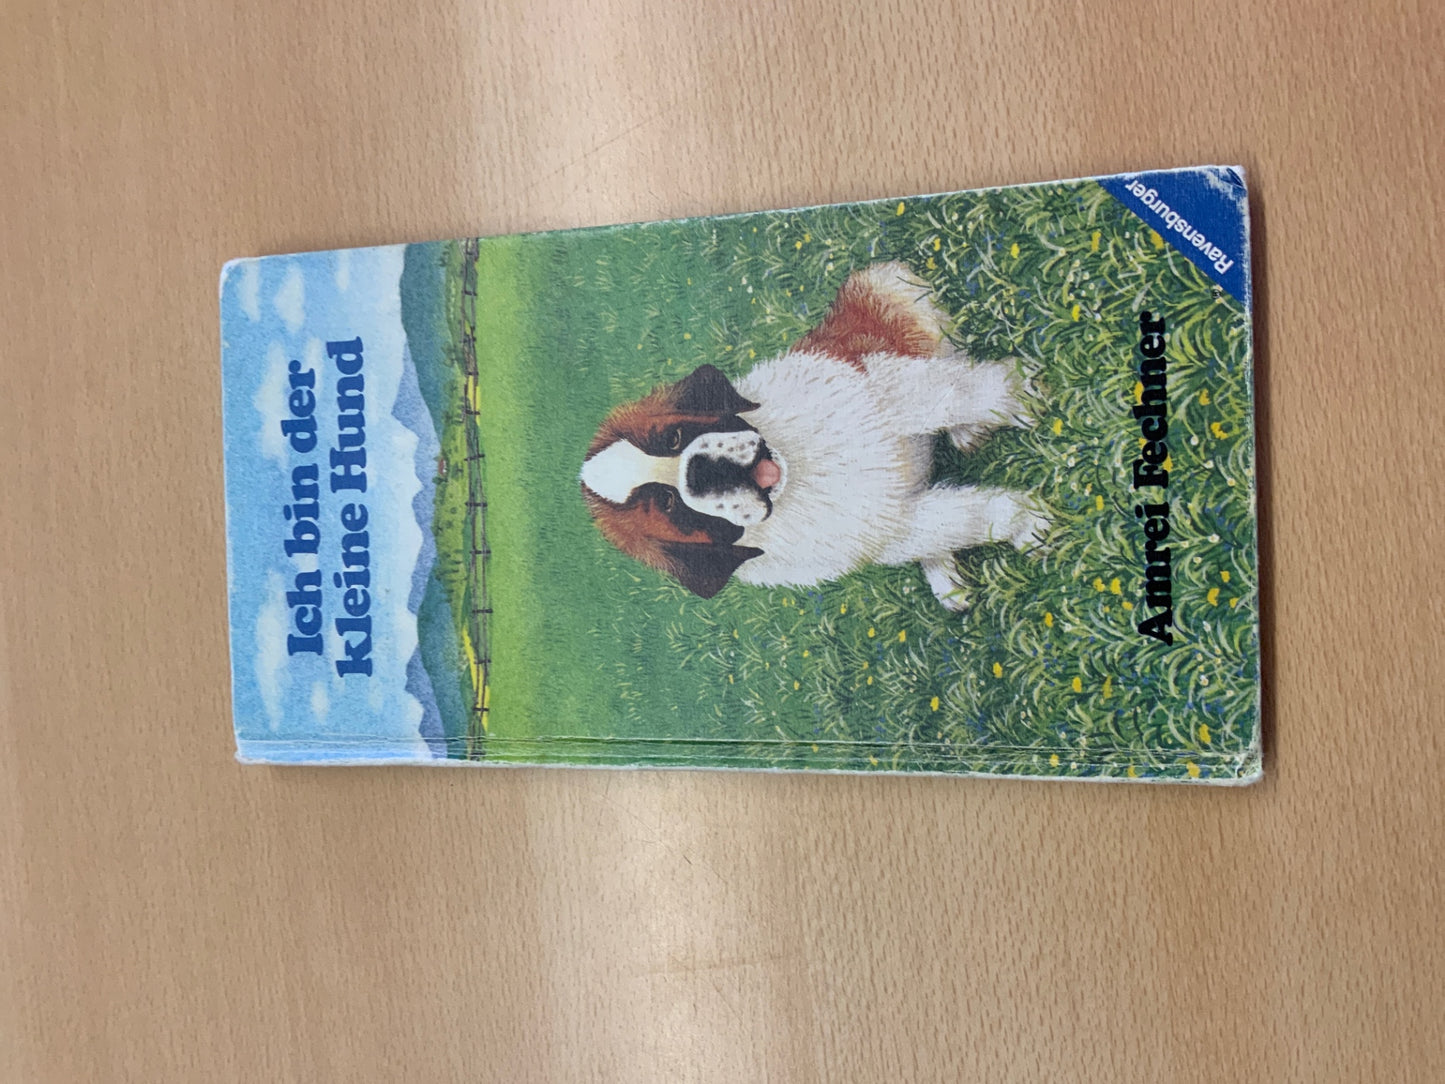 Ich bin der
kleine Hund
Amrei Fechner
Ravensburger®